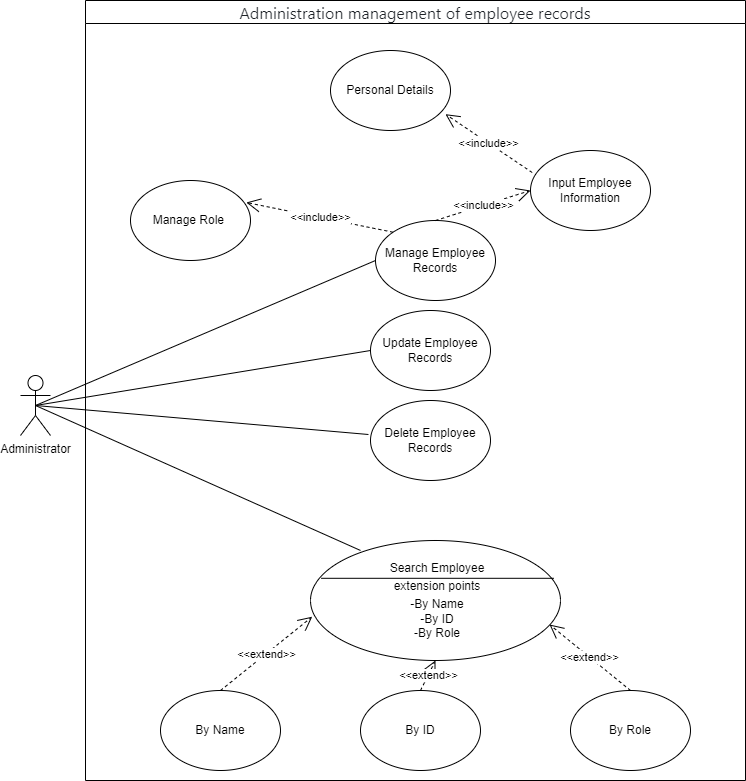 Administration management of employee records
Personal Details
<<include>>
Input Employee
Information
<<include>>
Manage Role
<<include>>
Manage Employee
Records
Update Employee
Records
Delete Employee
Records
Administrator
Search Employee
extension points
-By Name
-By ID
-By Role
<<extend>>
<<extend>>
<<extend>>
By Name
By ID
By Role